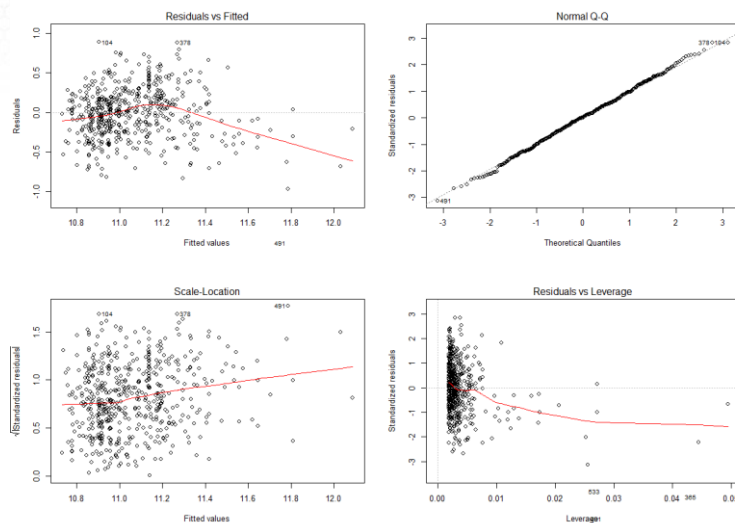 Residuals vs Fitted
Residuals
1.0
0.5
0.0
-0.5
-1.0
104
378
10.8 11.0 11.2 11.4 11.6 11.8 12.0
Fitted values
491
Normal Q-Q
Standardized residuals
3
2
1
0
-1
-2
-3
378
104
491
-3 -2 -1 0 1 2 3
Theoretical Quantiles
Scale-Location
√|Standardized residuals|
1.5
1.0
0.5
0.0
104
378
491
10.8 11.0 11.2 11.4 11.6 11.8 12.0
Fitted values
Residuals vs Leverage
Standardized residuals
3
2
1
0
-1
-2
-3
533
366
0.00 0.01 0.02 0.03 0.04
Leverage